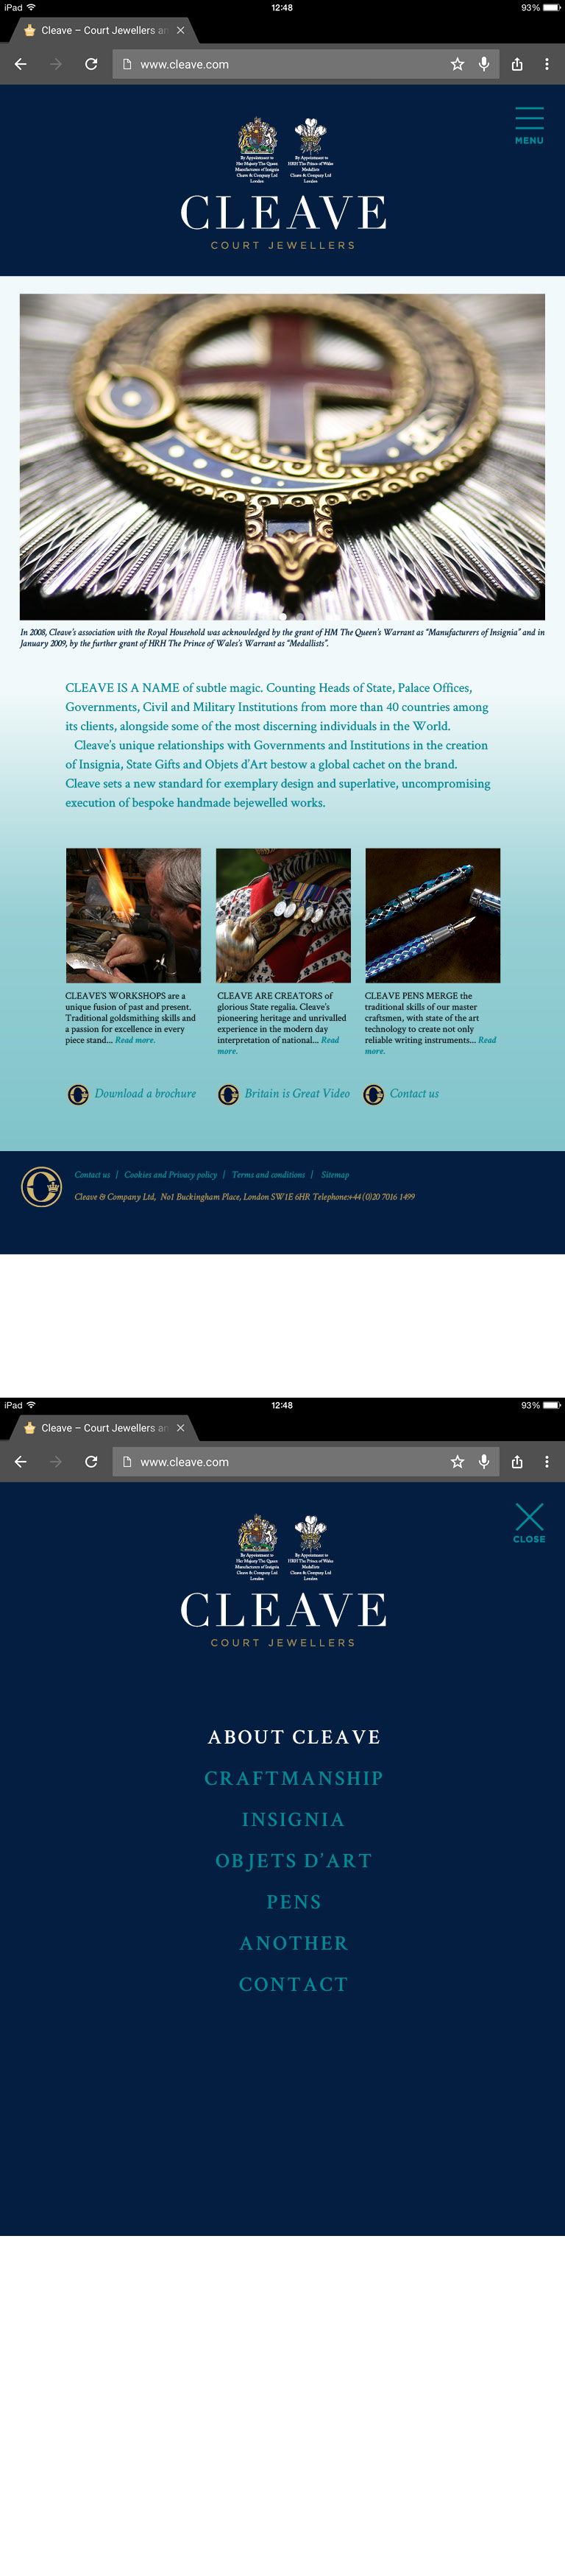 iPad 12:48 93%
Cleave – Court Jewellers an
www.cleave.com
MENU
By Appointment to By Appointment to
Her Majesty The Queen HRH The Prince of Wales
Manufacturers of Insignia Medallists
Cleave & Company Ltd Cleave & Company Ltd
London London
CLEAVE
COURT JEWELLERS
In 2008, Cleave's association with the Royal Household was acknowledged by the grant of HM The Queen's Warrant as “Manufacturers of Insignia” and in
January 2009, by the further grant of HRH The Prince of Wales's Warrant as “Medallists”.
CLEAVE IS A NAME of subtle magic. Counting Heads of State, Palace Offices,
Governments, Civil and Military Institutions from more than 40 countries among
its clients, alongside some of the most discerning individuals in the World.
Cleave's unique relationships with Governments and Institutions in the creation
of Insignia, State Gifts and Objets d'Art bestow a global cachet on the brand.
Cleave sets a new standard for exemplary design and superlative, uncompromising
execution of bespoke handmade bejewelled works.
CLEAVE'S WORKSHOPS are a
unique fusion of past and present.
Traditional goldsmithing skills and
a passion for excellence in every
piece stand... Read more.
CLEAVE ARE CREATORS of
glorious State regalia. Cleave's
pioneering heritage and unrivalled
experience in the modern day
interpretation of national... Read
more.
CLEAVE PENS MERGE the
traditional skills of our master
craftsmen, with state of the art
technology to create not only
reliable writing instruments... Read
more.
Download a brochure Britain is Great Video Contact us
Contact us | Cookies and Privacy policy | Terms and conditions | Sitemap
Cleave & Company Ltd, No1 Buckingham Place, London SW1E 6HR Telephone:+44 (0)20 7016 1499
iPad 12:48 93%
Cleave – Court Jewellers an
www.cleave.com
CLOSE
By Appointment to By Appointment to
Her Majesty The Queen HRH The Prince of Wales
Manufacturers of Insignia Medallists
Cleave & Company Ltd Cleave & Company Ltd
London London
CLEAVE
COURT JEWELLERS
ABOUT CLEAVE
CRAFTMANSHIP
INSIGNIA
OBJETS D'ART
PENS
ANOTHER
CONTACT